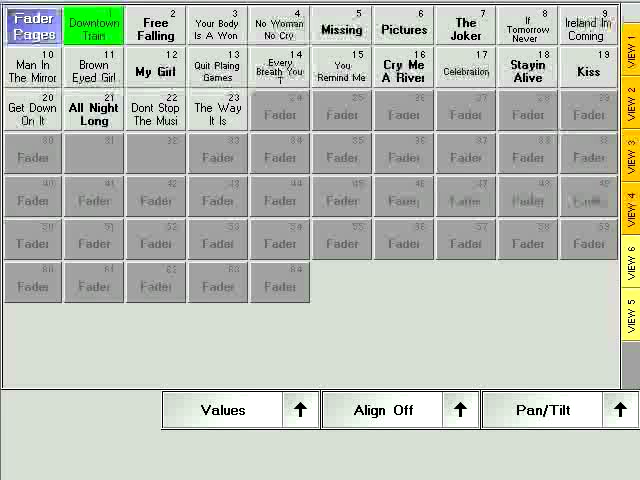 Fader
Pages
1
Downtown
Train
2
Free
Falling
3
Your Body
Is A Won
4
No Woman
No Cry
5
Missing
6
Pictures
7
The
Joker
8
If
Tomorrow
Never
9
Ireland Im
Coming
10
Man In
The Mirror
11
Brown
Eyed Girl
12
My Girl
13
Quit Plaing
Games
14
Every
Breath You
T
15
You
Remind Me
16
Cry Me
A River
17
Celebration
18
Stayin
Alive
19
Kiss
20
Get Down
On It
21
All Night
Long
22
Dont Stop
The Musi
23
The Way
It Is
24
Fader
25
Fader
26
Fader
27
Fader
28
Fader
29
Fader
30
Fader
31
Fader
32
Fader
33
Fader
34
Fader
35
Fader
36
Fader
37
Fader
38
Fader
39
Fader
40
Fader
41
Fader
42
Fader
43
Fader
44
Fader
45
Fader
46
Fader
47
Fader
48
Fader
49
Fader
50
Fader
51
Fader
52
Fader
53
Fader
54
Fader
55
Fader
56
Fader
57
Fader
58
Fader
59
Fader
60
Fader
61
Fader
62
Fader
63
Fader
64
Fader
VIEW 1
VIEW 2
VIEW 3
VIEW 4
VIEW 6
VIEW 5
Values
Align Off
Pan/Tilt